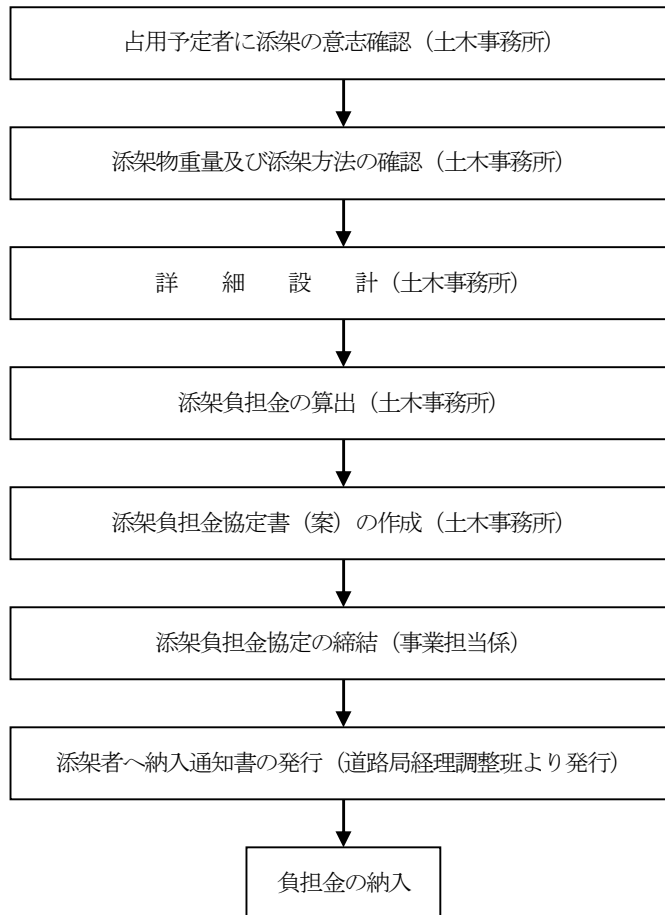 占用予定者に添架の意志確認（土木事務所）
添架物重量及び添架方法の確認（土木事務所）
詳　細　設　計（土木事務所）
添架負担金の算出（土木事務所）
添架負担金協定書（案）の作成（土木事務所）
添架負担金協定の締結（事業担当係）
添架者へ納入通知書の発行（道路局経理調整班より発行）
負担金の納入